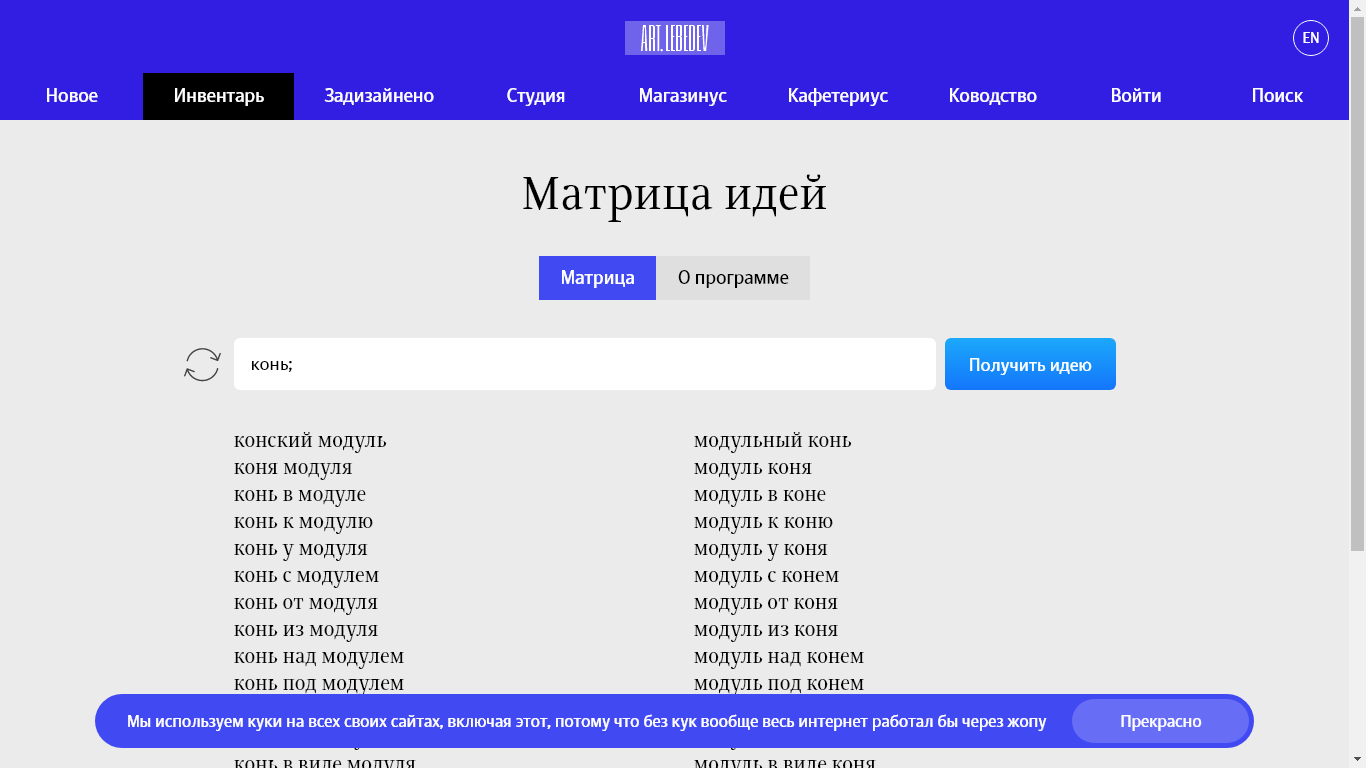 ART. LEBEDEV
EN
Новое Инвентарь Задизайнено Студия Магазинус Кафетериус Ководство Войти Поиск
Матрица идей
Матрица О программе
конь; Получить идею
конский модуль
коня модуля
конь в модуле
конь к модулю
конь у модуля
конь с модулем
конь от модуля
конь из модуля
конь над модулем
конь под модулем
модульный конь
модуль коня
модуль в коне
модуль к коню
модуль у коня
модуль с конем
модуль от коня
модуль из коня
модуль над конем
модуль под конем
Мы используем куки на всех своих сайтах, включая этот, потому что без кук вообще весь интернет работал бы через жопу Прекрасно
конь в виде модуля
модуль в виде коня